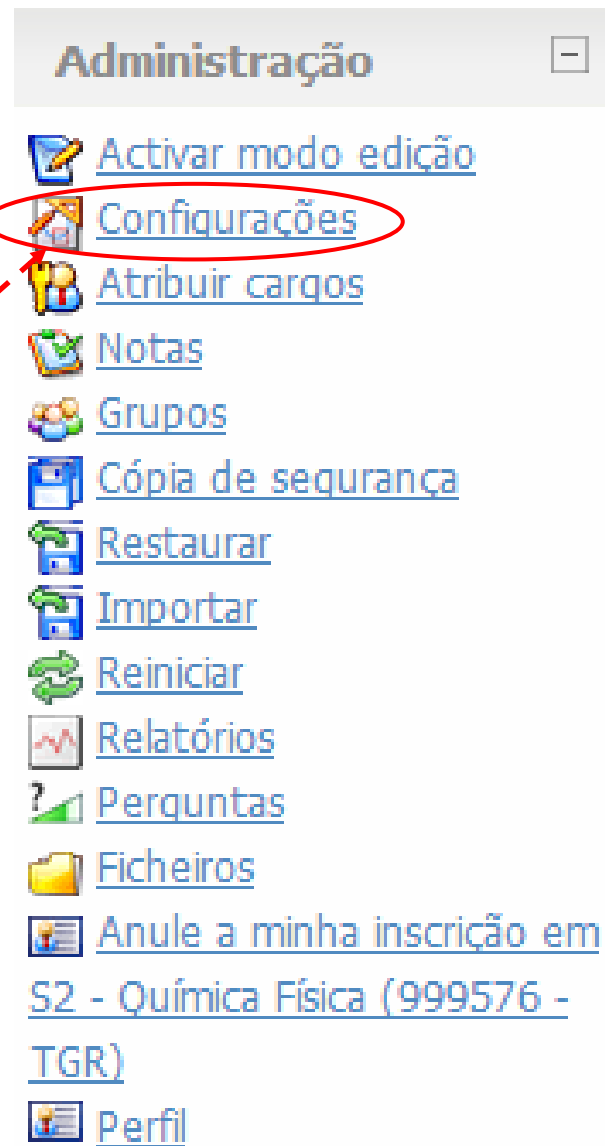 Administração
Activar modo edição
Configurações
Atribuir cargos
Notas
Grupos
Cópia de segurança
Restaurar
Importar
Reiniciar
Relatórios
Perguntas
Ficheiros
Anule a minha inscrição em
S2 - Química Física (999576 -
TGR)
Perfil